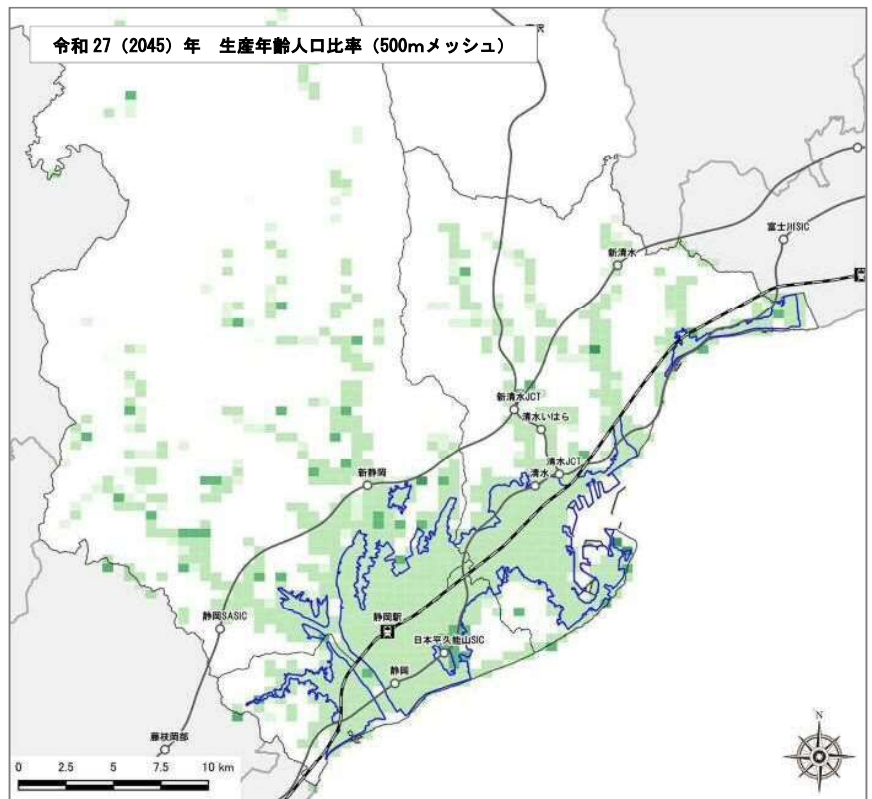 令和 27（2045）年　生産年齢人口比率（500mメッシュ）
富士川SIC
新清水
新清水JCT
清水いはら
清水JCT
清水
新静岡
静岡SASIC
静岡駅
日本平久能山SIC
静岡
藤枝岡部
N
0 2.5 5 7.5 10 km